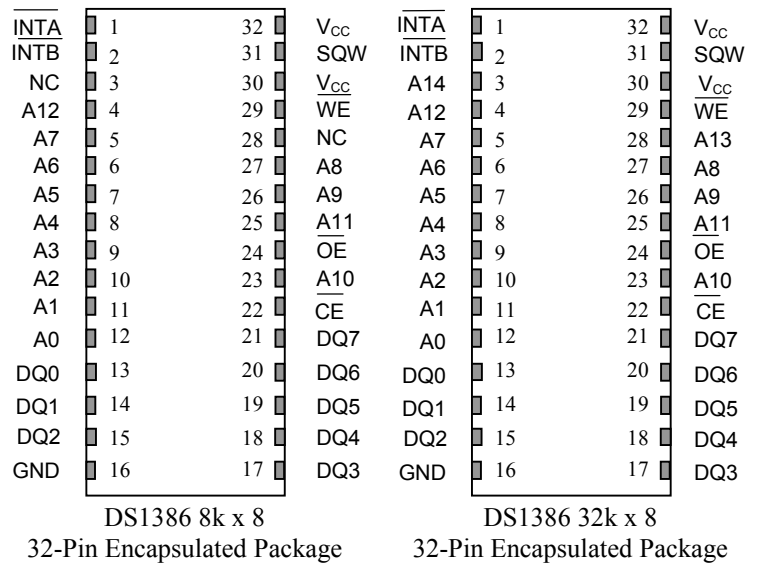 INTA 1 32 VCC INTA 1 32 VCC
INTB 2 31 SQW INTB 2 31 SQW
NC 3 30 VCC A14 3 30 VCC
A12 4 29 WE A12 4 29 WE
A7 5 28 NC A7 5 28 A13
A6 6 27 A8 A6 6 27 A8
A5 7 26 A9 A5 7 26 A9
A4 8 25 A11 A4 8 25 A11
A3 9 24 OE A3 9 24 OE
A2 10 23 A10 A2 10 23 A10
A1 11 22 CE A1 11 22 CE
A0 12 21 DQ7 A0 12 21 DQ7
DQ0 13 20 DQ6 DQ0 13 20 DQ6
DQ1 14 19 DQ5 DQ1 14 19 DQ5
DQ2 15 18 DQ4 DQ2 15 18 DQ4
GND 16 17 DQ3 GND 16 17 DQ3
DS1386 8k x 8 DS1386 32k x 8
32-Pin Encapsulated Package 32-Pin Encapsulated Package